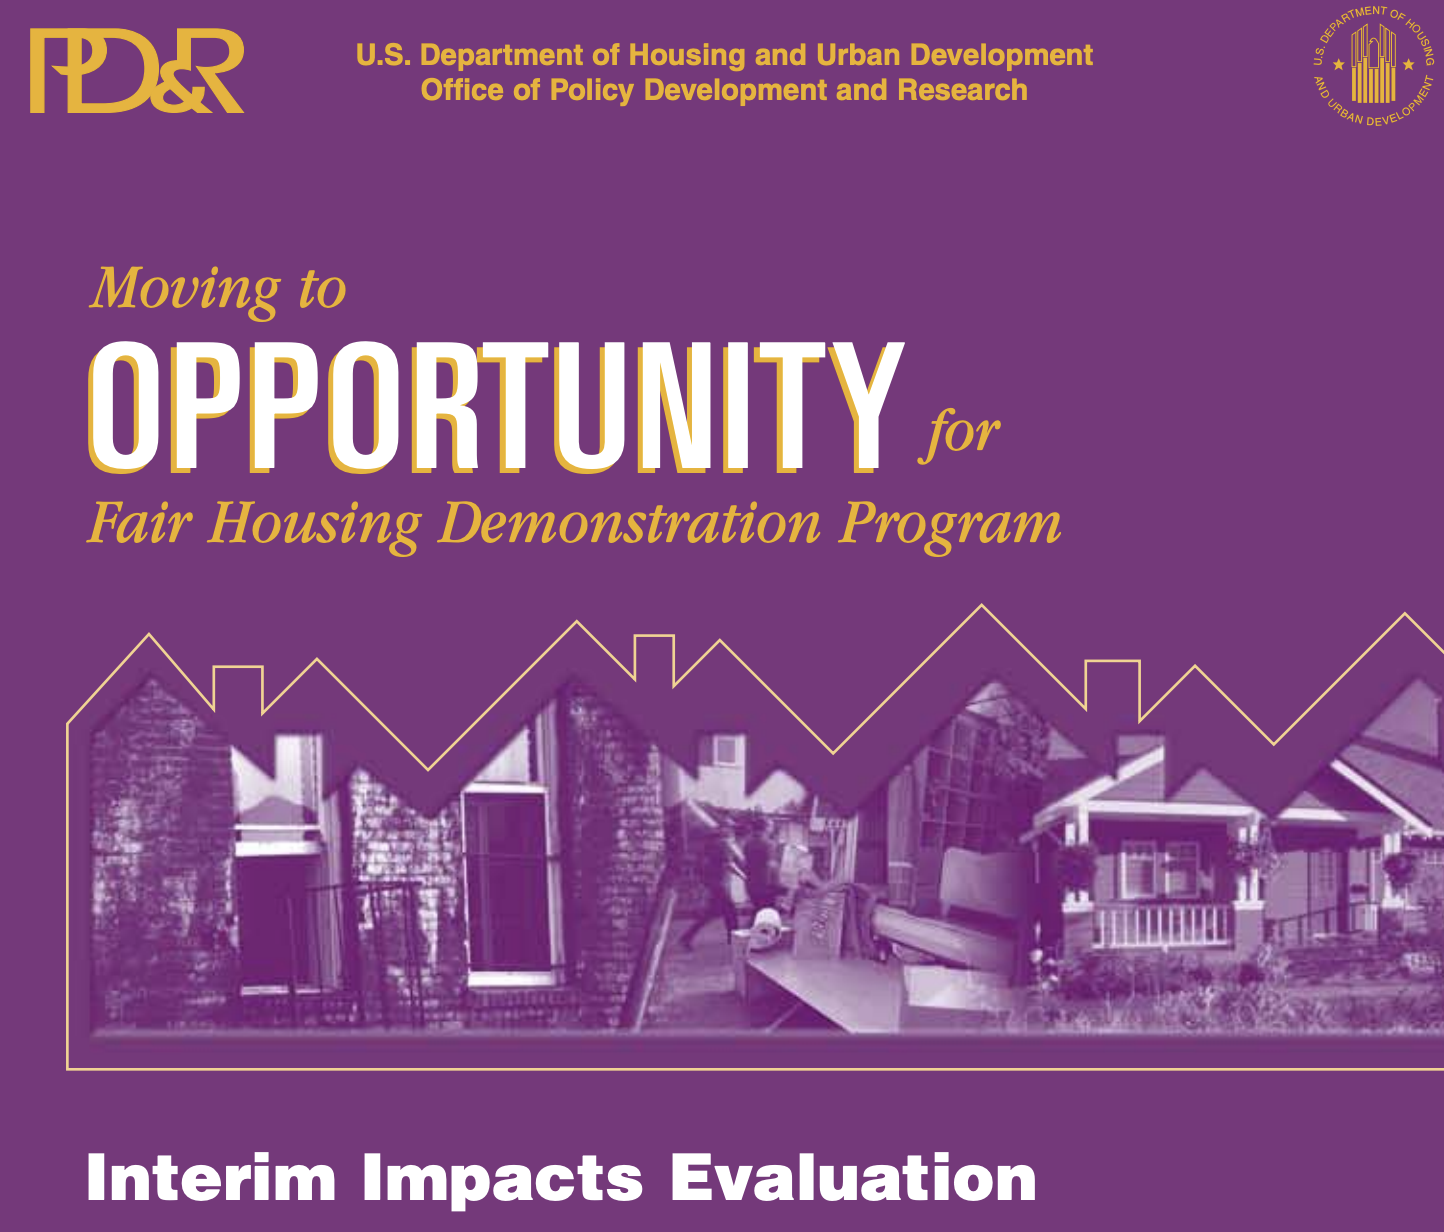 PD&R
U.S. Department of Housing and Urban Development
Office of Policy Development and Research
U.S. DEPARTMENT OF HOUSING
AND URBAN DEVELOPMENT
Moving to
OPPORTUNITY for
Fair Housing Demonstration Program
Interim Impacts Evaluation